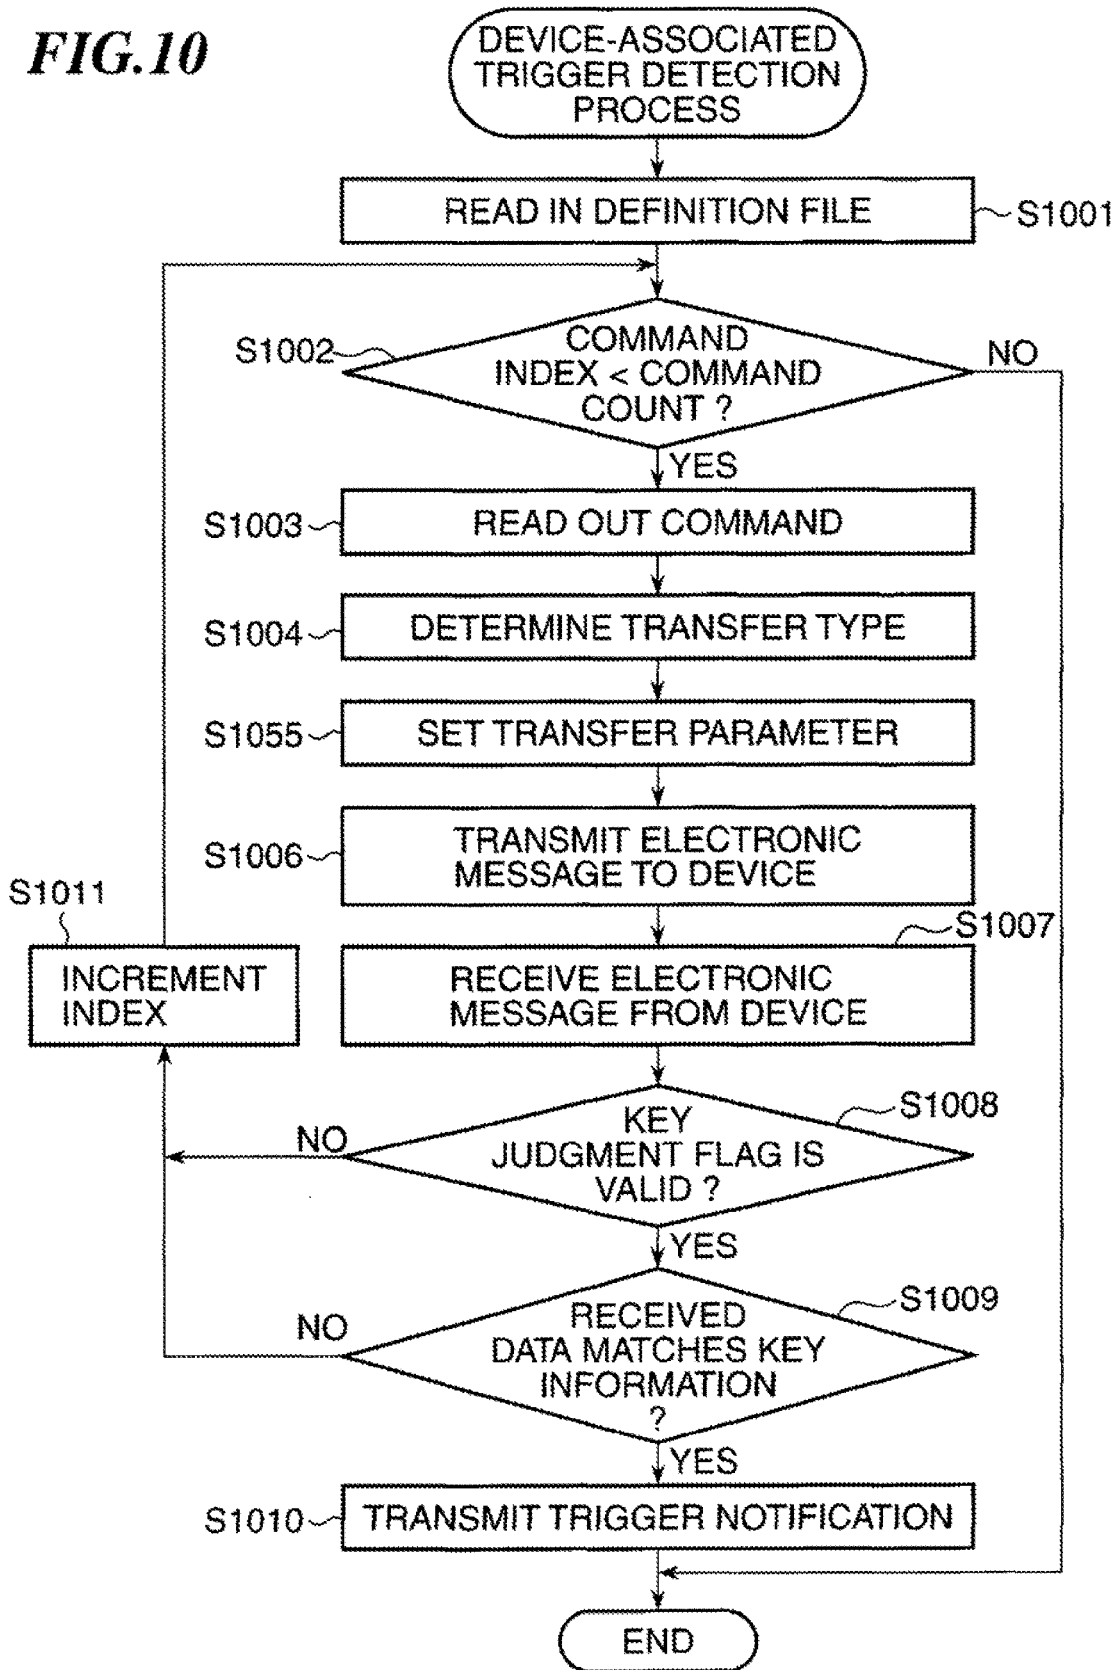 FIG.10
DEVICE-ASSOCIATED
TRIGGER DETECTION
PROCESS
READ IN DEFINITION FILE
S1001
S1002
COMMAND
INDEX < COMMAND
COUNT ?
NO
YES
S1003
READ OUT COMMAND
S1004
DETERMINE TRANSFER TYPE
S1055
SET TRANSFER PARAMETER
S1006
TRANSMIT ELECTRONIC
MESSAGE TO DEVICE
S1011
INCREMENT
INDEX
S1007
RECEIVE ELECTRONIC
MESSAGE FROM DEVICE
S1008
KEY
JUDGMENT FLAG IS
VALID ?
NO
YES
S1009
RECEIVED
DATA MATCHES KEY
INFORMATION
?
NO
YES
S1010
TRANSMIT TRIGGER NOTIFICATION
END